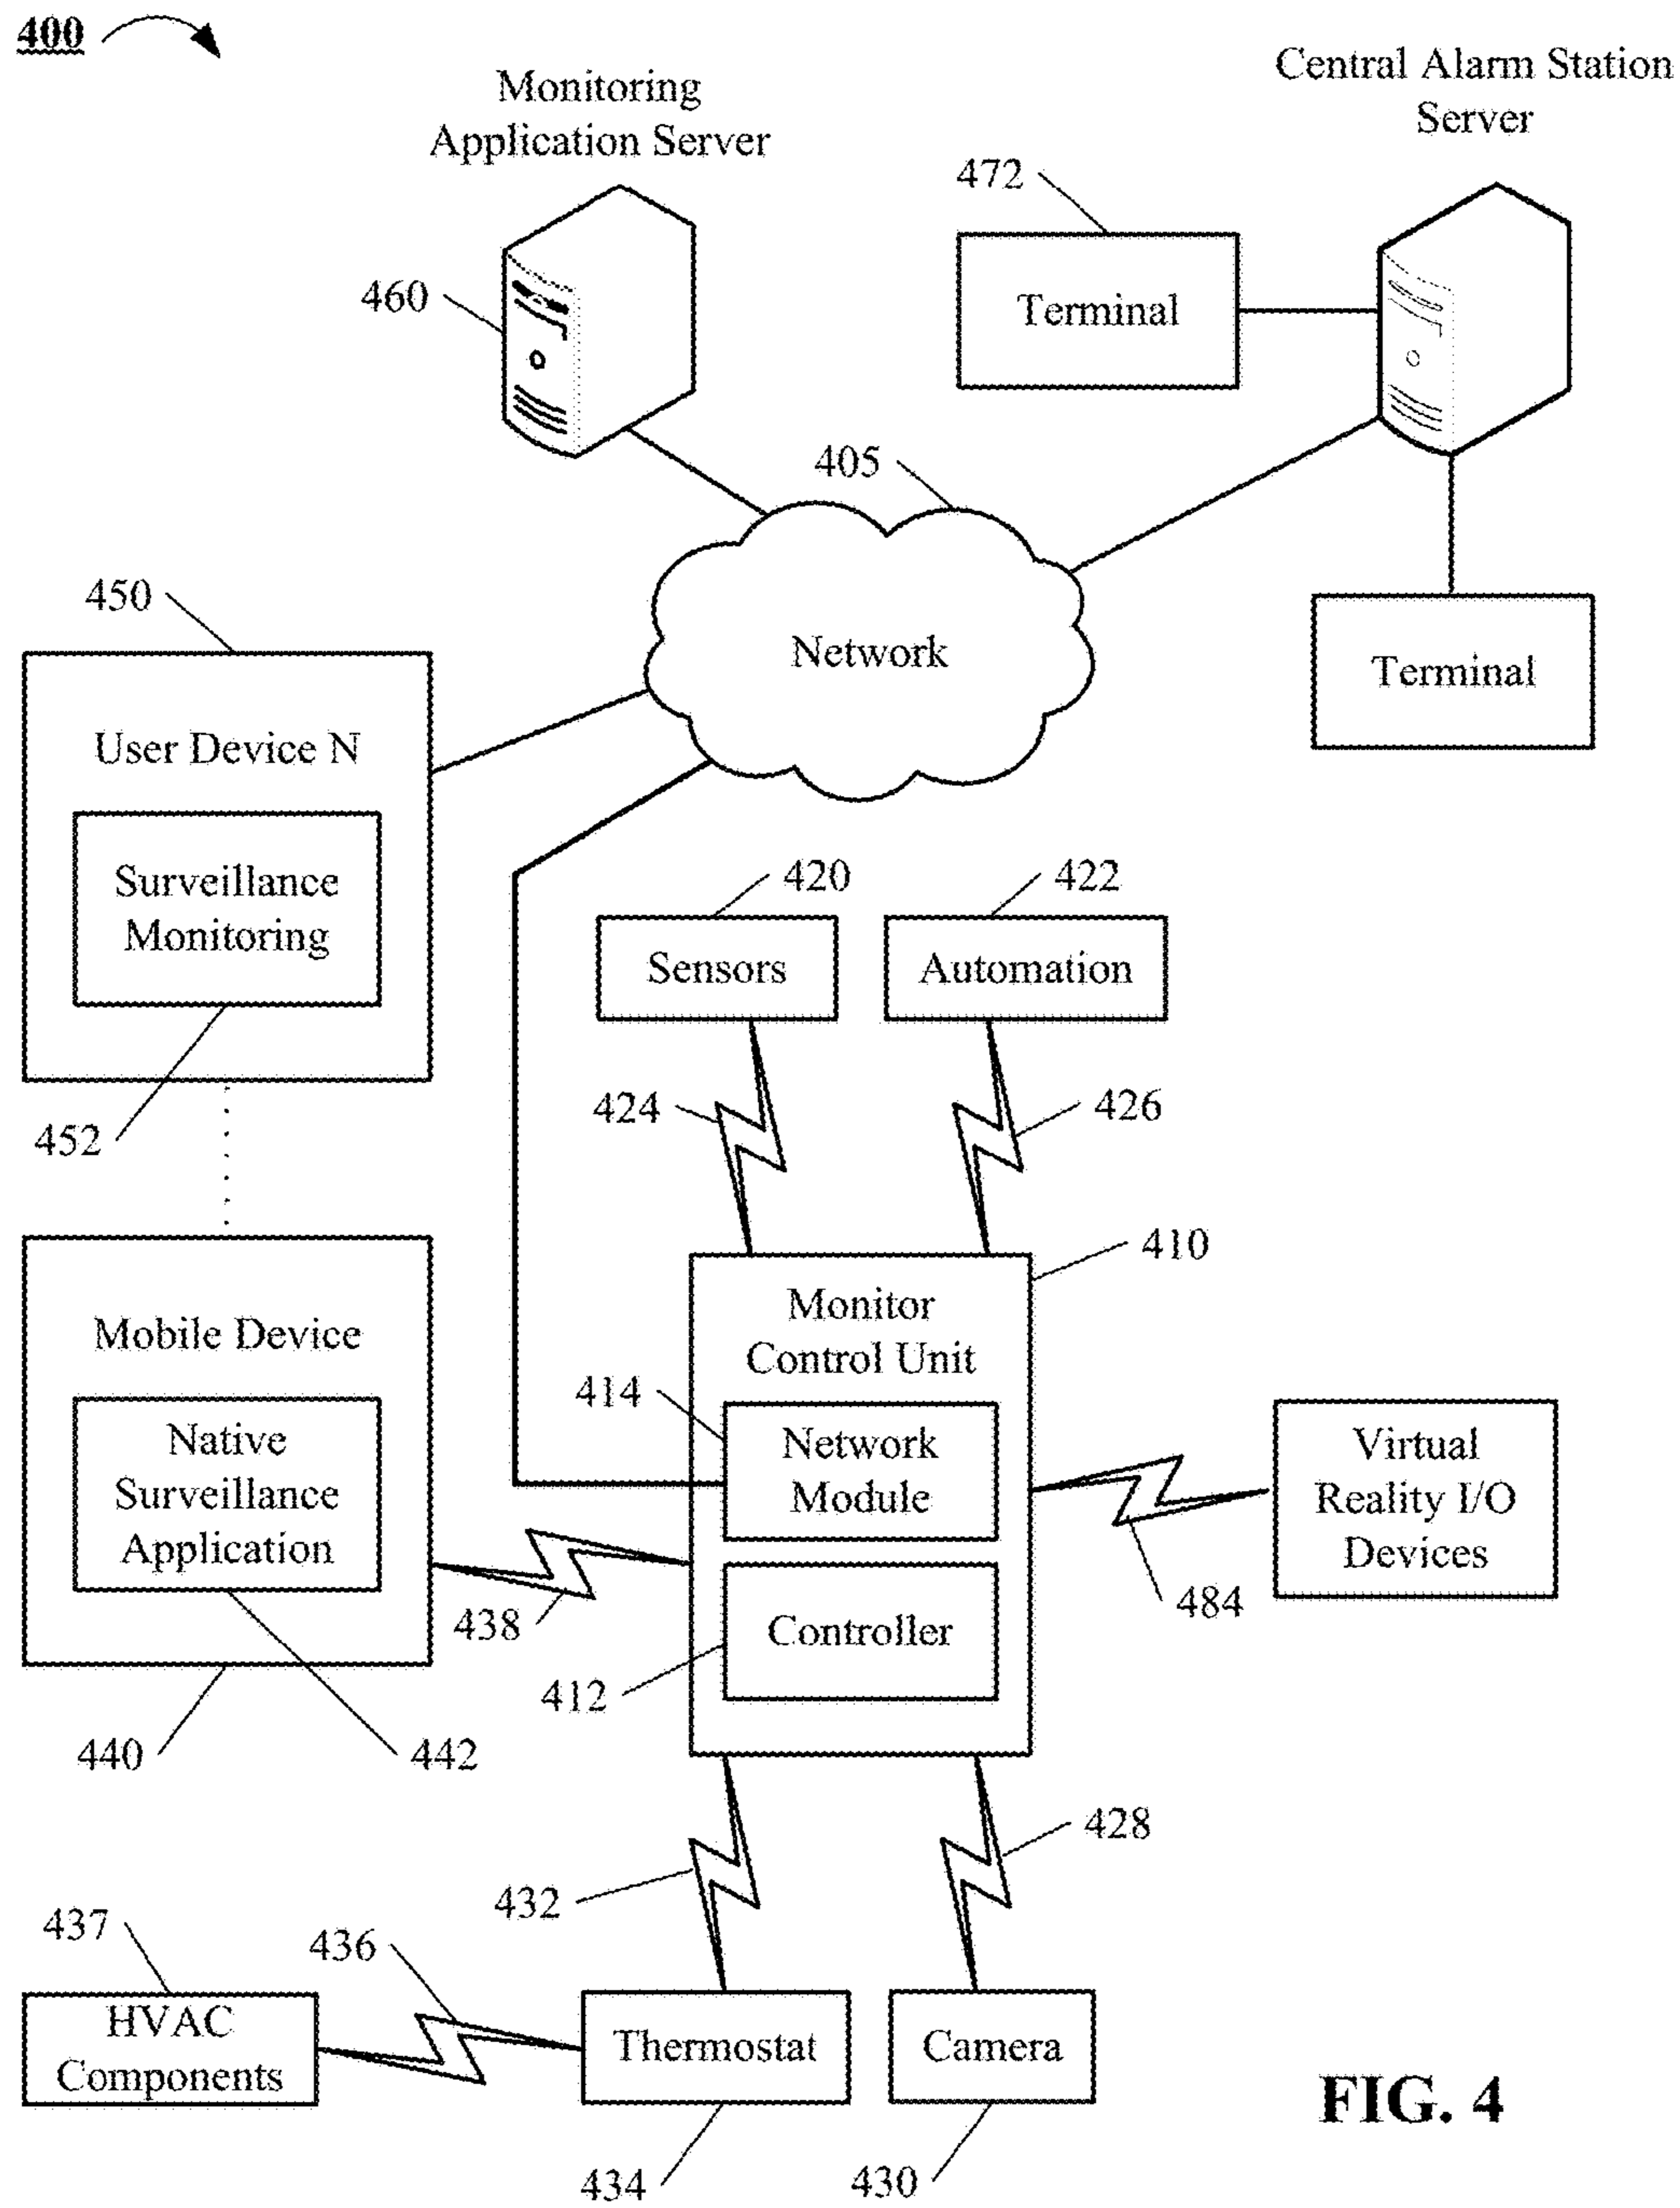 400
Monitoring
Application Server
Central Alarm Station
Server
472
460
Terminal
405
450
Network
Terminal
User Device N
Surveillance
Monitoring
420
422
Sensors
Automation
452
424
426
410
Mobile Device
Monitor
Control Unit
414
Native
Surveillance
Application
Network
Module
Virtual
Reality I/O
Devices
438
484
Controller
412
440
442
428
432
437
436
HVAC
Components
Thermostat
Camera
FIG. 4
434
430